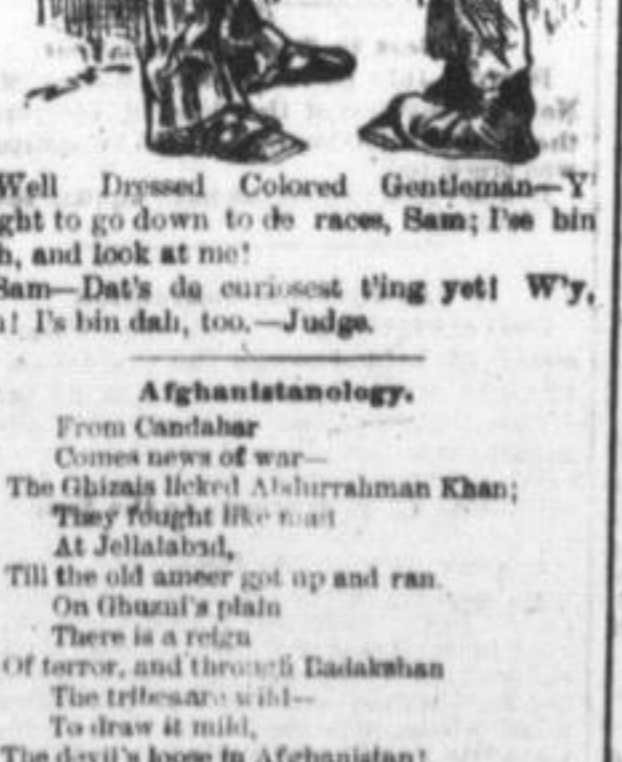 Well Dressed Colored Gentleman—Y'
ght to go down to de races, Sam; I'se bin
h, and look at me!
Sam—Dat's de curiosest t'ing yet! W'y,
! I's bin dah, too.—Judge.
Afghanistanology.
From Candahar
Comes news of war—
The Ghizais licked Abdurrahman Khan;
They fought like mad
At Jellalabad,
Till the old ameer got up and ran.
On Ghuzni's plain
There is a reign
Of terror, and through Badakshan
The tribes are wild—
To draw it mild,
The devil's loose in Afghanistan!